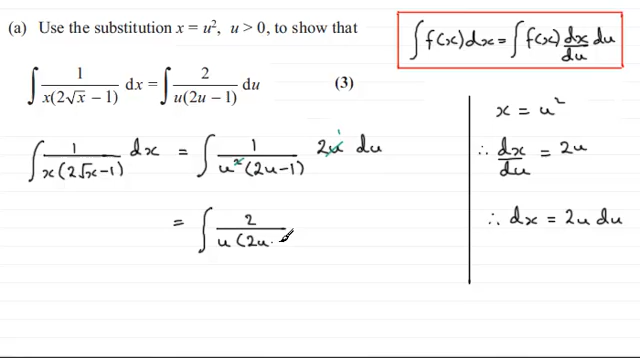 (a) Use the substitution x = u², u > 0, to show that
∫ 1/(x(2√x − 1)) dx = ∫ 2/(u(2u − 1)) du (3)
∫ f(x) dx = ∫ f(x) dx/du du
∫ 1/(x(2√x − 1)) dx = ∫ 1/(u²(2u − 1)) 2u du
= ∫ 2/(u(2u -
x = u²
∴ dx/du = 2u
∴ dx = 2u du